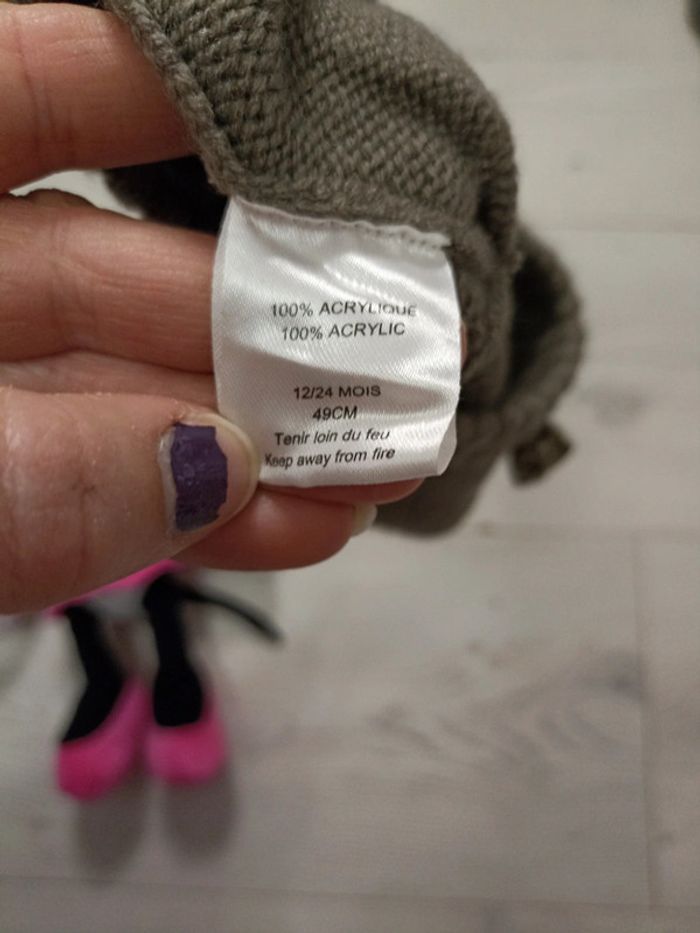 100% ACRYLIQUE
100% ACRYLIC
12/24 MOIS
49CM
Tenir loin du feu
Keep away from fire